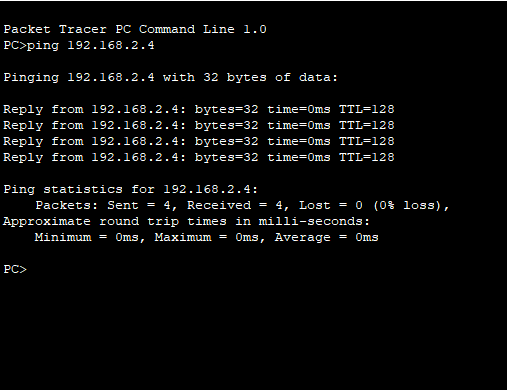 Packet Tracer PC Command Line 1.0
PC>ping 192.168.2.4
Pinging 192.168.2.4 with 32 bytes of data:
Reply from 192.168.2.4: bytes=32 time=0ms TTL=128
Reply from 192.168.2.4: bytes=32 time=0ms TTL=128
Reply from 192.168.2.4: bytes=32 time=0ms TTL=128
Reply from 192.168.2.4: bytes=32 time=0ms TTL=128
Ping statistics for 192.168.2.4:
    Packets: Sent = 4, Received = 4, Lost = 0 (0% loss),
Approximate round trip times in milli-seconds:
    Minimum = 0ms, Maximum = 0ms, Average = 0ms
PC>